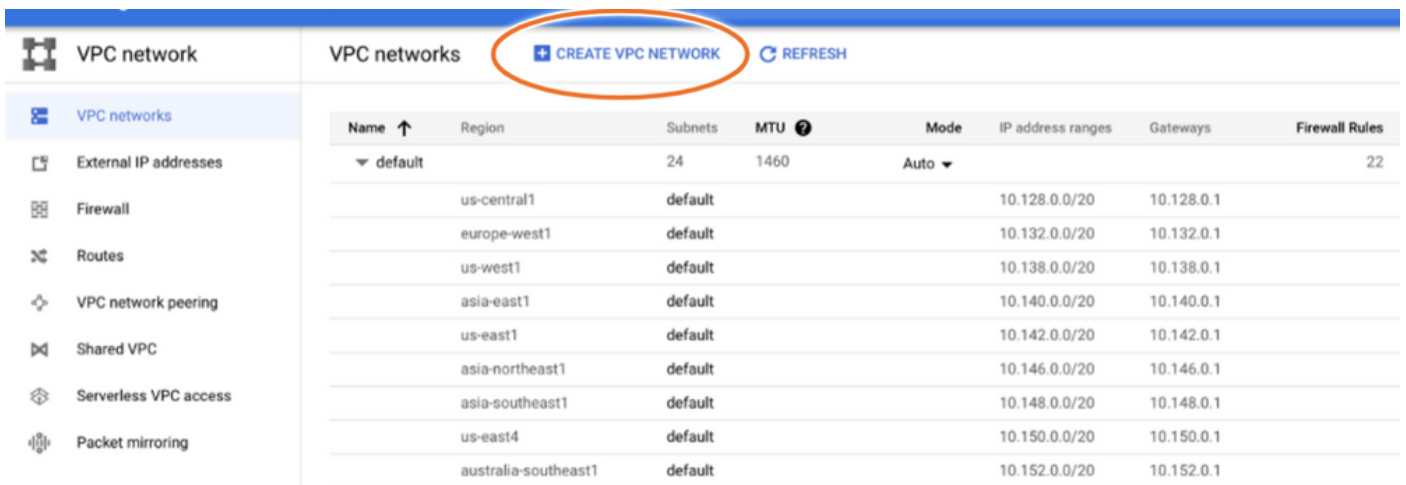 VPC network
VPC networks
External IP addresses
Firewall
Routes
VPC network peering
Shared VPC
Serverless VPC access
Packet mirroring
VPC networks CREATE VPC NETWORK REFRESH
Name Region Subnets MTU Mode IP address ranges Gateways Firewall Rules
default 24 1460 Auto 22
us-central1 default 10.128.0.0/20 10.128.0.1
europe-west1 default 10.132.0.0/20 10.132.0.1
us-west1 default 10.138.0.0/20 10.138.0.1
asia-east1 default 10.140.0.0/20 10.140.0.1
us-east1 default 10.142.0.0/20 10.142.0.1
asia-northeast1 default 10.146.0.0/20 10.146.0.1
asia-southeast1 default 10.148.0.0/20 10.148.0.1
us-east4 default 10.150.0.0/20 10.150.0.1
australia-southeast1 default 10.152.0.0/20 10.152.0.1